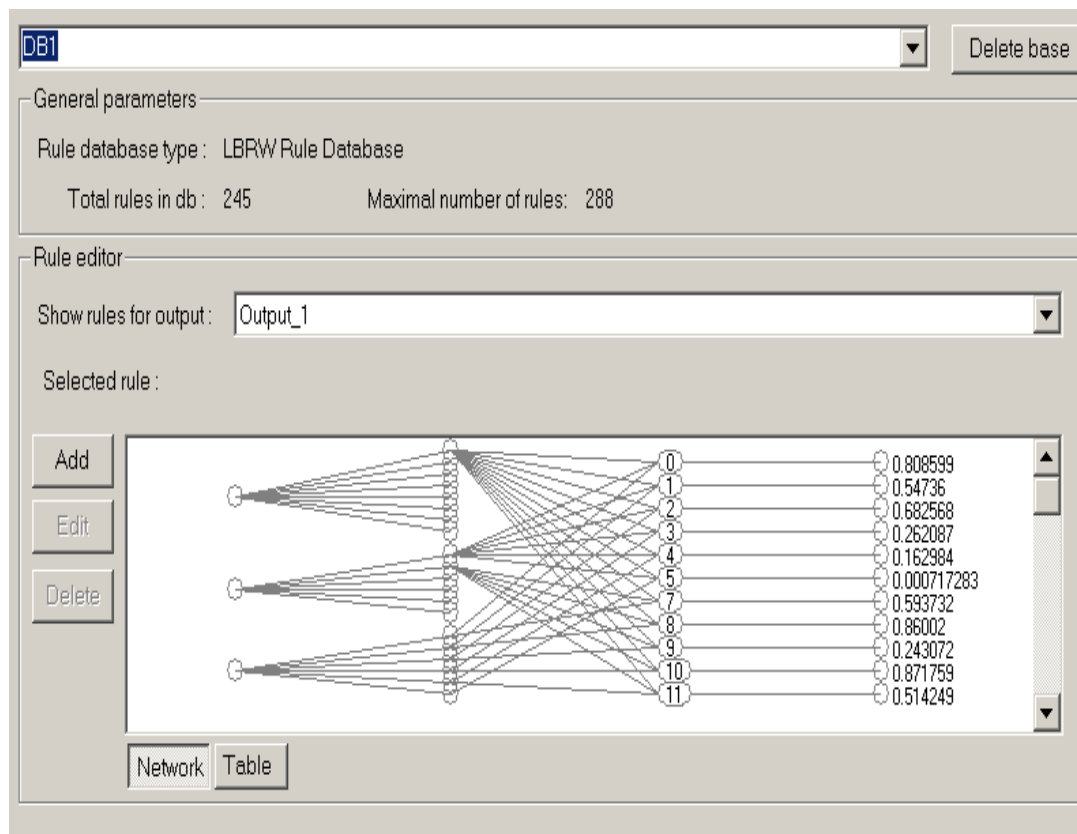 DB1
Delete base
General parameters
Rule database type : LBRW Rule Database
Total rules in db : 245 Maximal number of rules: 288
Rule editor
Show rules for output : Output_1
Selected rule :
Add
Edit
Delete
0 0.808599
1 0.54736
2 0.682568
3 0.262087
4 0.162984
5 0.000717283
7 0.593732
8 0.86002
9 0.243072
10 0.871759
11 0.514249
Network Table